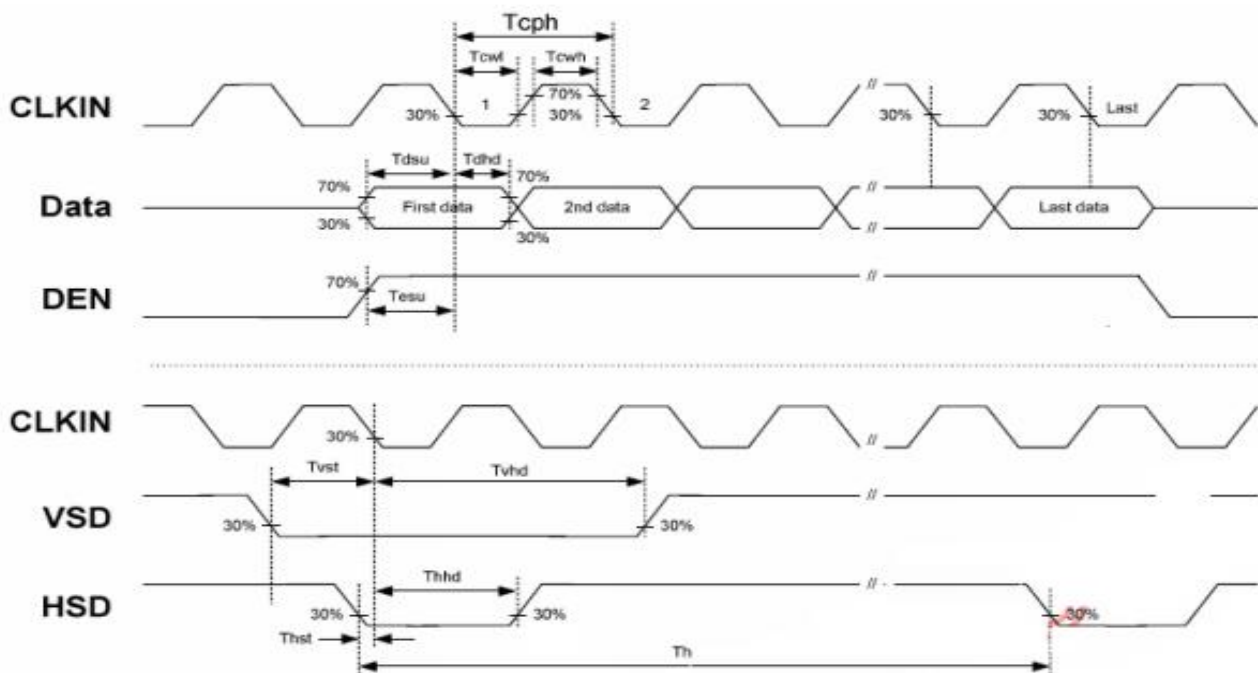 Tcph
Tcwl Tcwh
CLKIN 30% 1 70% 30% 2 // 30% 30% Last
Tdsu Tdhd
70% 70%
Data First data 2nd data // Last data
30% 30%
70% //
DEN Tesu
CLKIN 30% //
Tvst Tvhd //
VSD 30% 30%
Thhd //
HSD 30% 30% 30%
Thst
Th